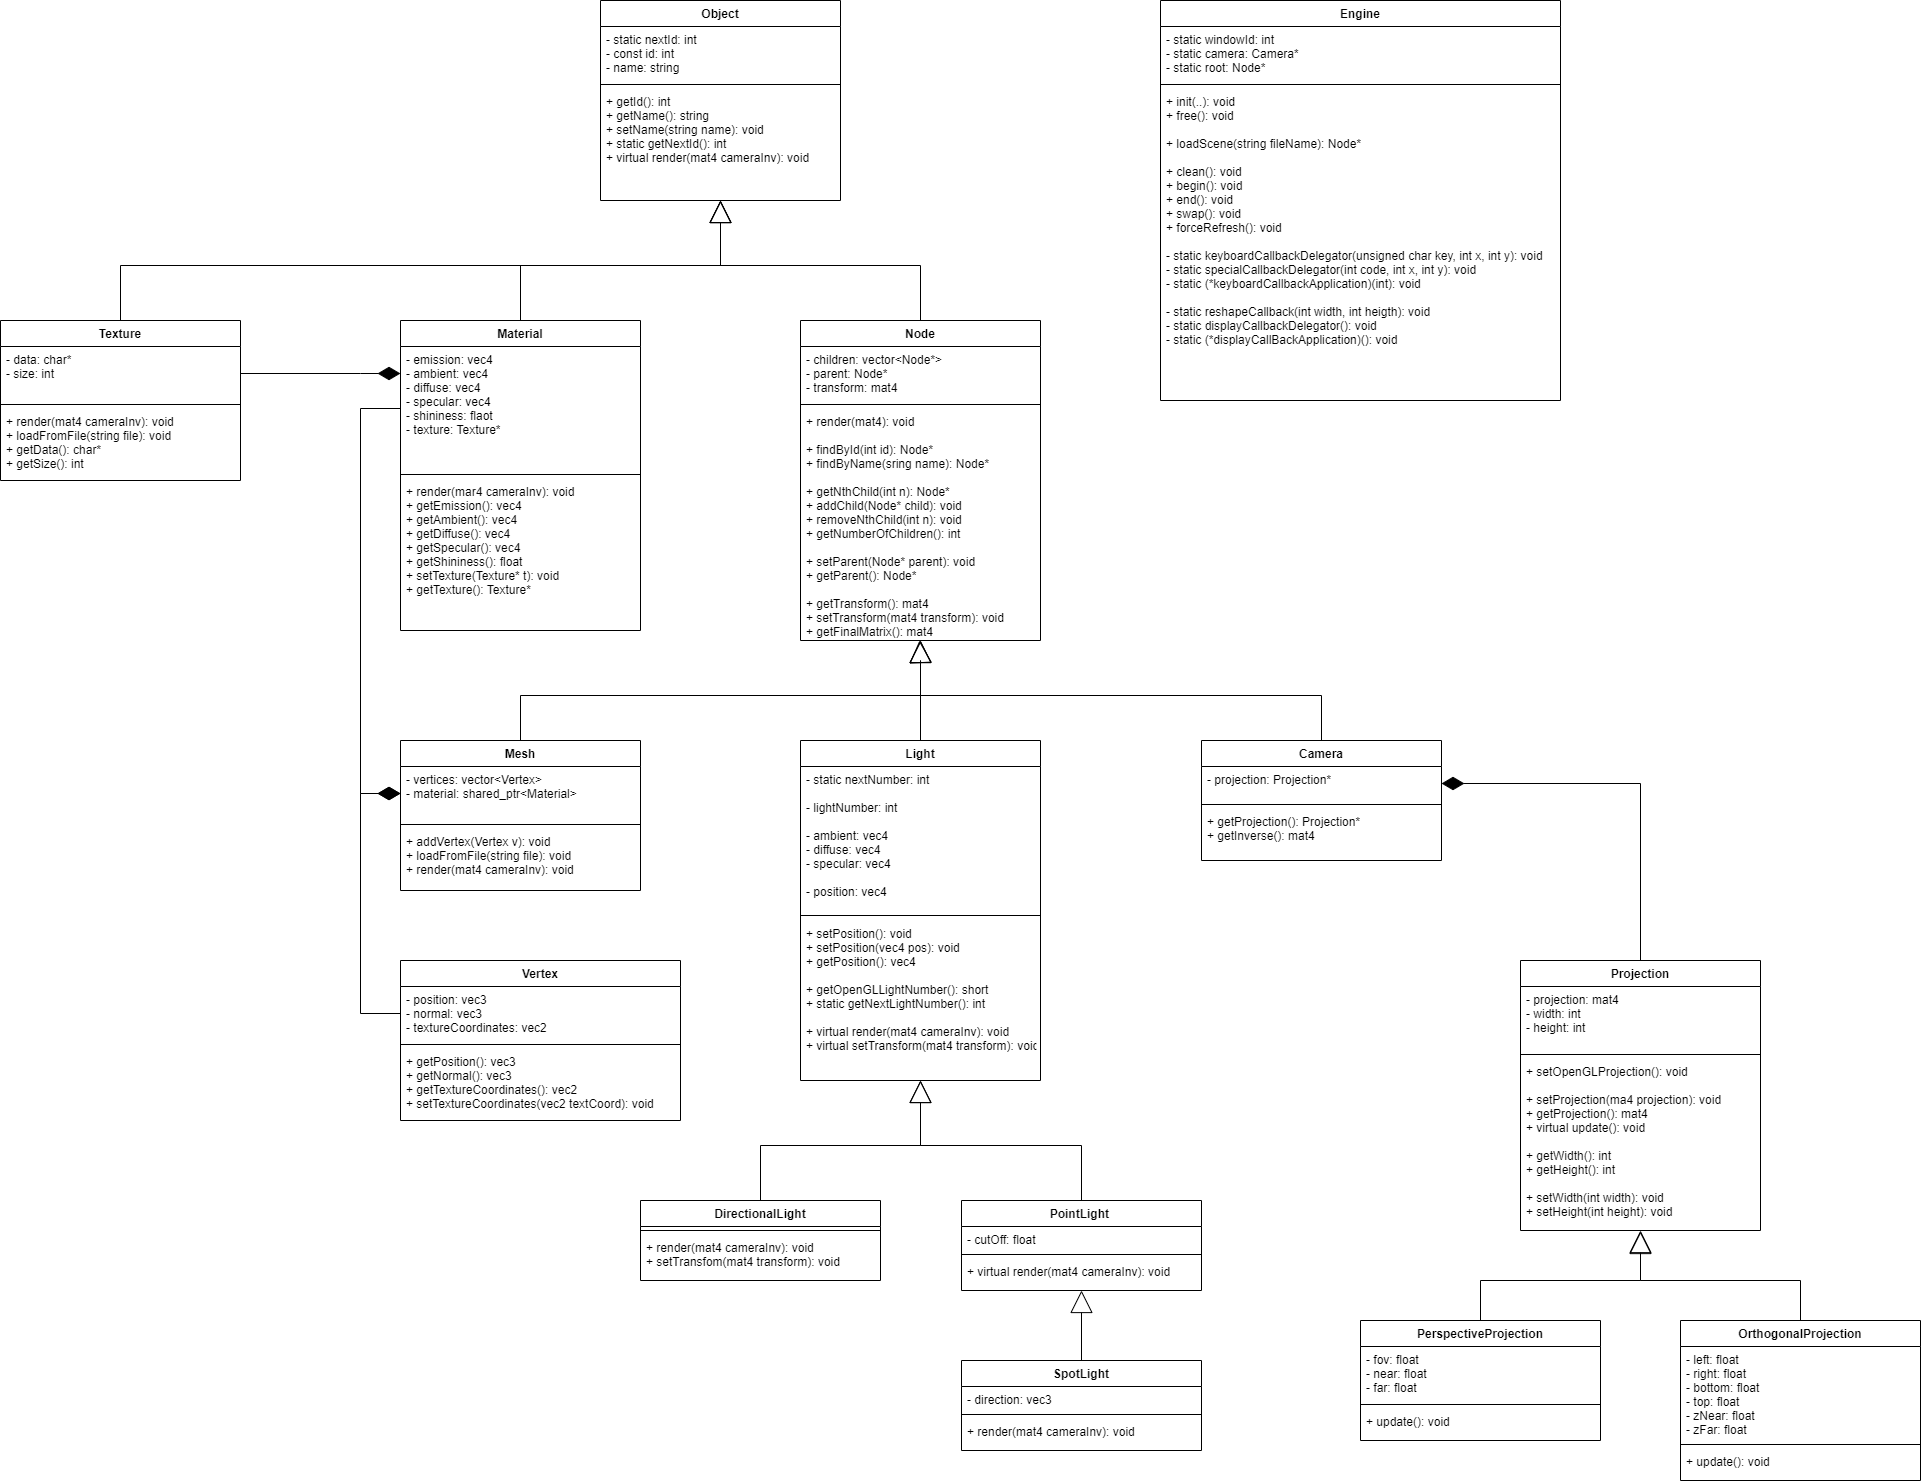 Object
- static nextId: int
- const id: int
- name: string
+ getId(): int
+ getName(): string
+ setName(string name): void
+ static getNextId(): int
+ virtual render(mat4 cameraInv): void
Engine
- static windowId: int
- static camera: Camera*
- static root: Node*
+ init(..): void
+ free(): void
+ loadScene(string fileName): Node*
+ clean(): void
+ begin(): void
+ end(): void
+ swap(): void
+ forceRefresh(): void
- static keyboardCallbackDelegator(unsigned char key, int x, int y): void
- static specialCallbackDelegator(int code, int x, int y): void
- static (*keyboardCallbackApplication)(int): void
- static reshapeCallback(int width, int heigth): void
- static displayCallbackDelegator(): void
- static (*displayCallBackApplication)(): void
Texture
- data: char*
- size: int
+ render(mat4 cameraInv): void
+ loadFromFile(string file): void
+ getData(): char*
+ getSize(): int
Material
- emission: vec4
- ambient: vec4
- diffuse: vec4
- specular: vec4
- shininess: flaot
- texture: Texture*
+ render(mar4 cameraInv): void
+ getEmission(): vec4
+ getAmbient(): vec4
+ getDiffuse(): vec4
+ getSpecular(): vec4
+ getShininess(): float
+ setTexture(Texture* t): void
+ getTexture(): Texture*
Node
- children: vector<Node*>
- parent: Node*
- transform: mat4
+ render(mat4): void
+ findById(int id): Node*
+ findByName(sring name): Node*
+ getNthChild(int n): Node*
+ addChild(Node* child): void
+ removeNthChild(int n): void
+ getNumberOfChildren(): int
+ setParent(Node* parent): void
+ getParent(): Node*
+ getTransform(): mat4
+ setTransform(mat4 transform): void
+ getFinalMatrix(): mat4
Mesh
- vertices: vector<Vertex>
- material: shared_ptr<Material>
+ addVertex(Vertex v): void
+ loadFromFile(string file): void
+ render(mat4 cameraInv): void
Light
- static nextNumber: int
- lightNumber: int
- ambient: vec4
- diffuse: vec4
- specular: vec4
- position: vec4
+ setPosition(): void
+ setPosition(vec4 pos): void
+ getPosition(): vec4
+ getOpenGLLightNumber(): short
+ static getNextLightNumber(): int
+ virtual render(mat4 cameraInv): void
+ virtual setTransform(mat4 transform): void
Camera
- projection: Projection*
+ getProjection(): Projection*
+ getInverse(): mat4
Vertex
- position: vec3
- normal: vec3
- textureCoordinates: vec2
+ getPosition(): vec3
+ getNormal(): vec3
+ getTextureCoordinates(): vec2
+ setTextureCoordinates(vec2 textCoord): void
Projection
- projection: mat4
- width: int
- height: int
+ setOpenGLProjection(): void
+ setProjection(ma4 projection): void
+ getProjection(): mat4
+ virtual update(): void
+ getWidth(): int
+ getHeight(): int
+ setWidth(int width): void
+ setHeight(int height): void
DirectionalLight
+ render(mat4 cameraInv): void
+ setTransfom(mat4 transform): void
PointLight
- cutOff: float
+ virtual render(mat4 cameraInv): void
SpotLight
- direction: vec3
+ render(mat4 cameraInv): void
PerspectiveProjection
- fov: float
- near: float
- far: float
+ update(): void
OrthogonalProjection
- left: float
- right: float
- bottom: float
- top: float
- zNear: float
- zFar: float
+ update(): void